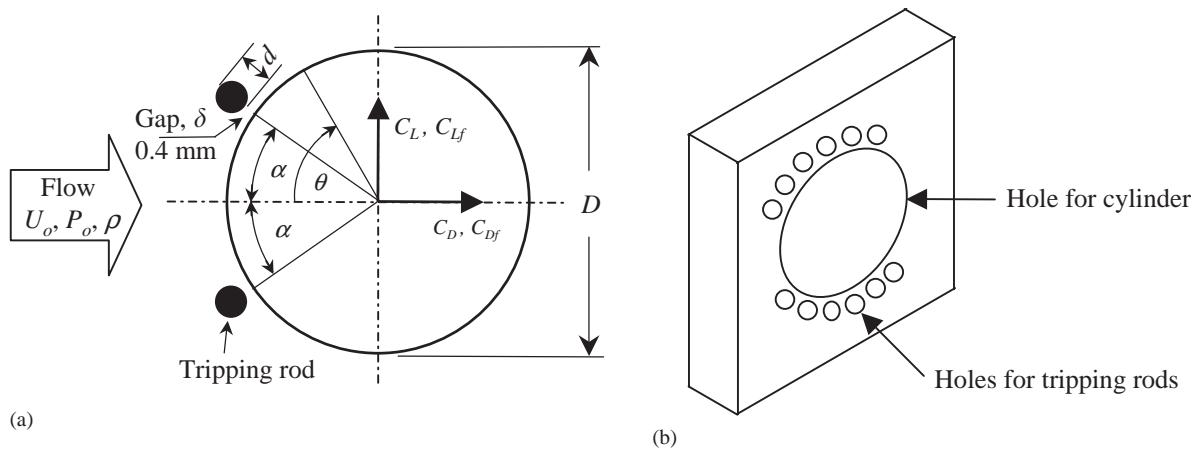 d
Gap, δ
0.4 mm
C_L, C_Lf
α
θ
Flow
U_o, P_o, ρ
α
C_D, C_Df
D
Tripping rod
(a)
Hole for cylinder
Holes for tripping rods
(b)